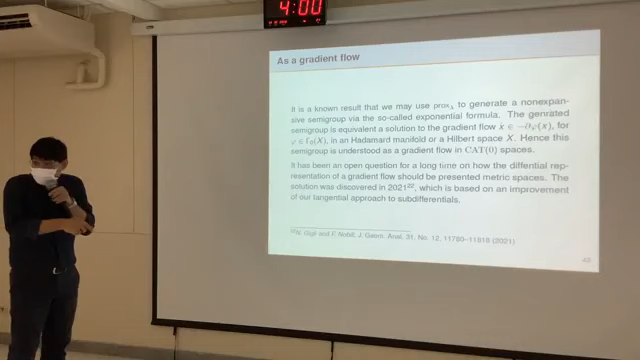 4:00
As a gradient flow
It is a known result that we may use prox_λ to generate a nonexpan-
sive semigroup via the so-called exponential formula. The genrated
semigroup is equivalent a solution to the gradient flow ẋ ∈ −∂φ(x), for
φ ∈ Γ₀(X), in an Hadamard manifold or a Hilbert space X. Hence this
semigroup is understood as a gradient flow in CAT(0) spaces.
It has been an open question for a long time on how the diffential rep-
resentation of a gradient flow should be presented metric spaces. The
solution was discovered in 2021²², which is based on an improvement
of our tangential approach to subdifferentials.
²²N. Gigli and F. Nobili, J. Geom. Anal. 31, No. 12, 11780–11818 (2021)